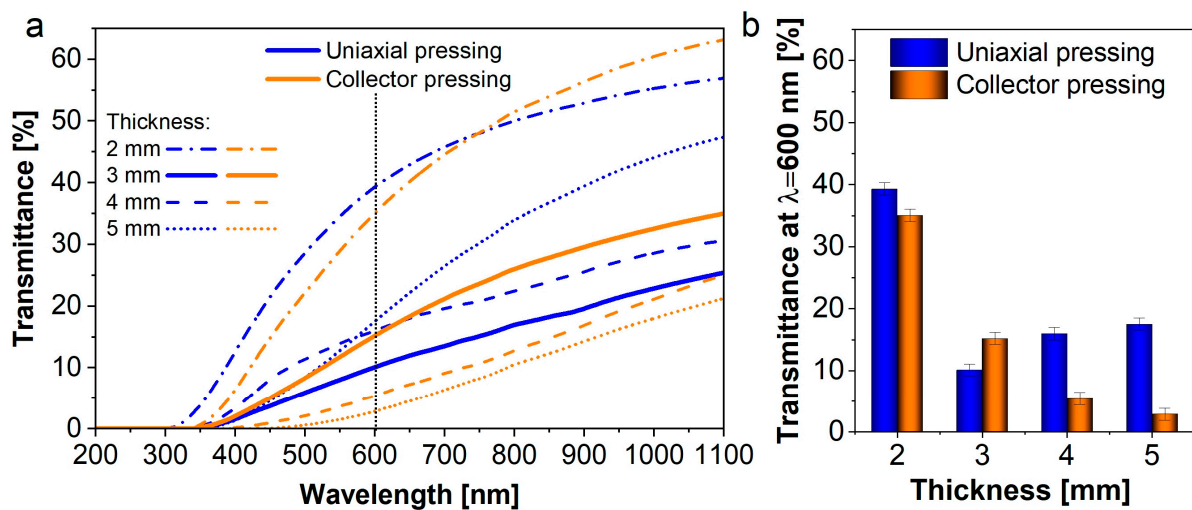 a
Transmittance [%]
60
50
40
30
20
10
0
Uniaxial pressing
Collector pressing
Thickness:
2 mm
3 mm
4 mm
5 mm
200 300 400 500 600 700 800 900 1000 1100
Wavelength [nm]
b
Transmittance at λ=600 nm [%]
60
50
40
30
20
10
0
Uniaxial pressing
Collector pressing
2 3 4 5
Thickness [mm]